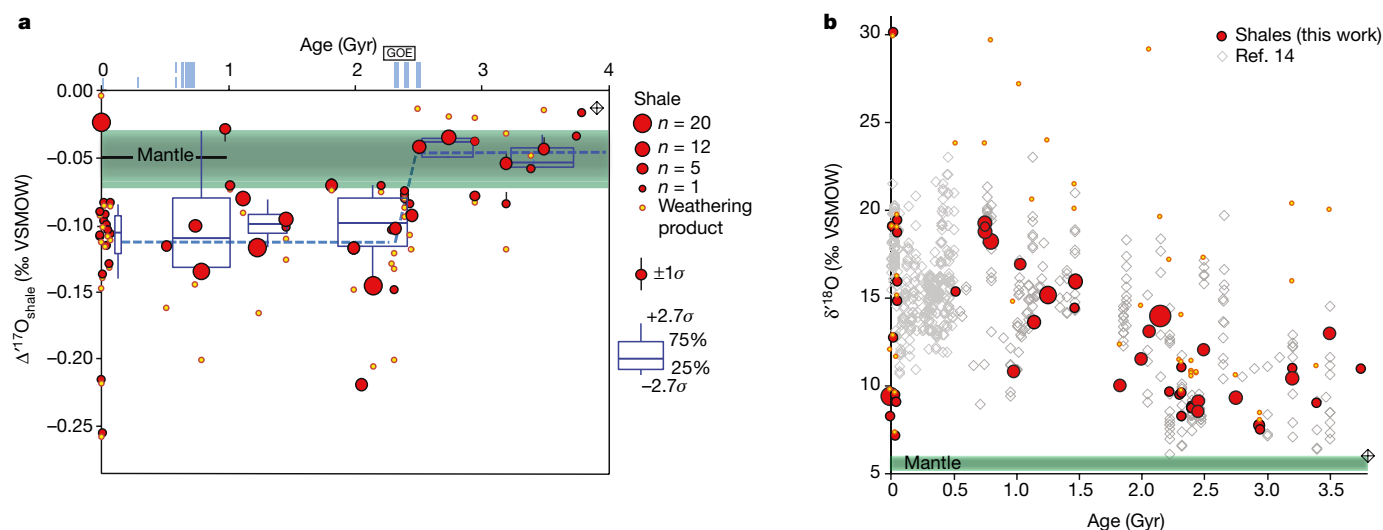 a
Age (Gyr)
GOE
0 1 2 3 4
0.00
−0.05
−0.10
−0.15
−0.20
−0.25
Δ′17Oshale (‰ VSMOW)
Mantle
Shale
n = 20
n = 12
n = 5
n = 1
Weathering
product
±1σ
+2.7σ
75%
25%
−2.7σ
b
30
25
20
15
10
5
δ′18O (‰ VSMOW)
Shales (this work)
Ref. 14
Mantle
0 0.5 1.0 1.5 2.0 2.5 3.0 3.5
Age (Gyr)